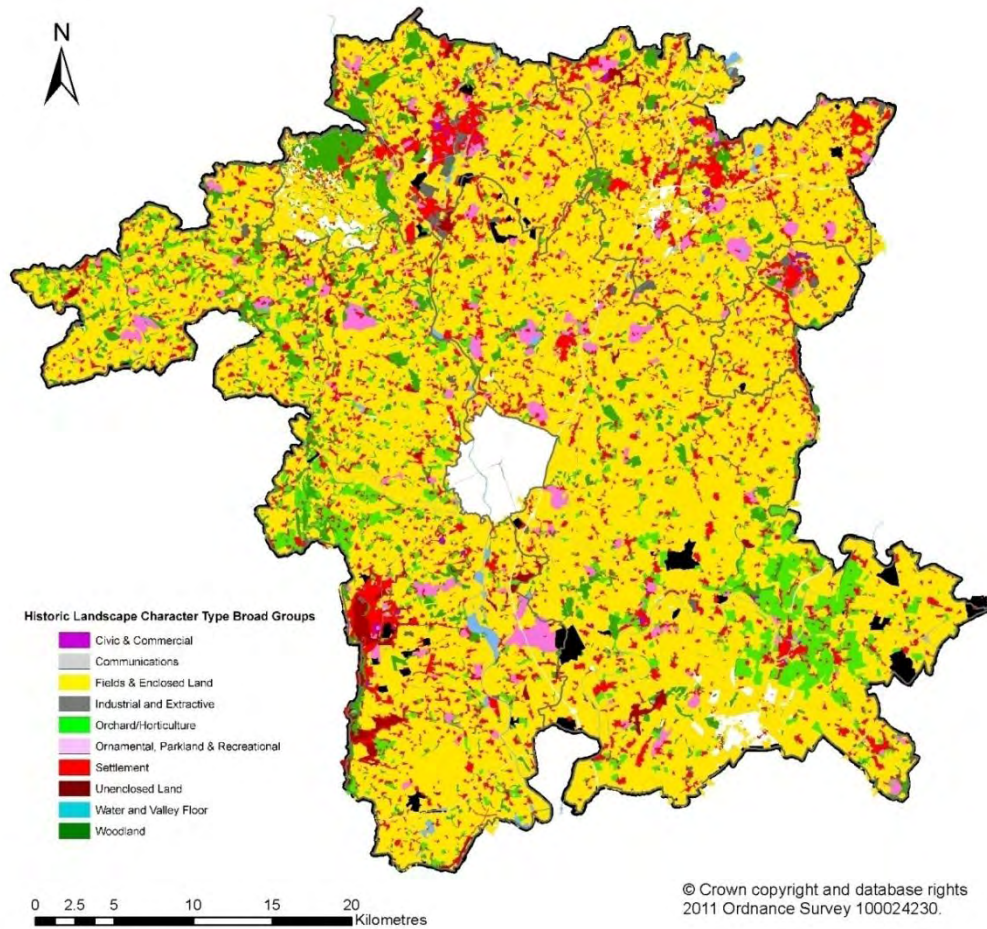 N
Historic Landscape Character Type Broad Groups
Civic & Commercial
Communications
Fields & Enclosed Land
Industrial and Extractive
Orchard/Horticulture
Ornamental, Parkland & Recreational
Settlement
Unenclosed Land
Water and Valley Floor
Woodland
0 2.5 5 10 15 20
Kilometres
© Crown copyright and database rights
2011 Ordnance Survey 100024230.